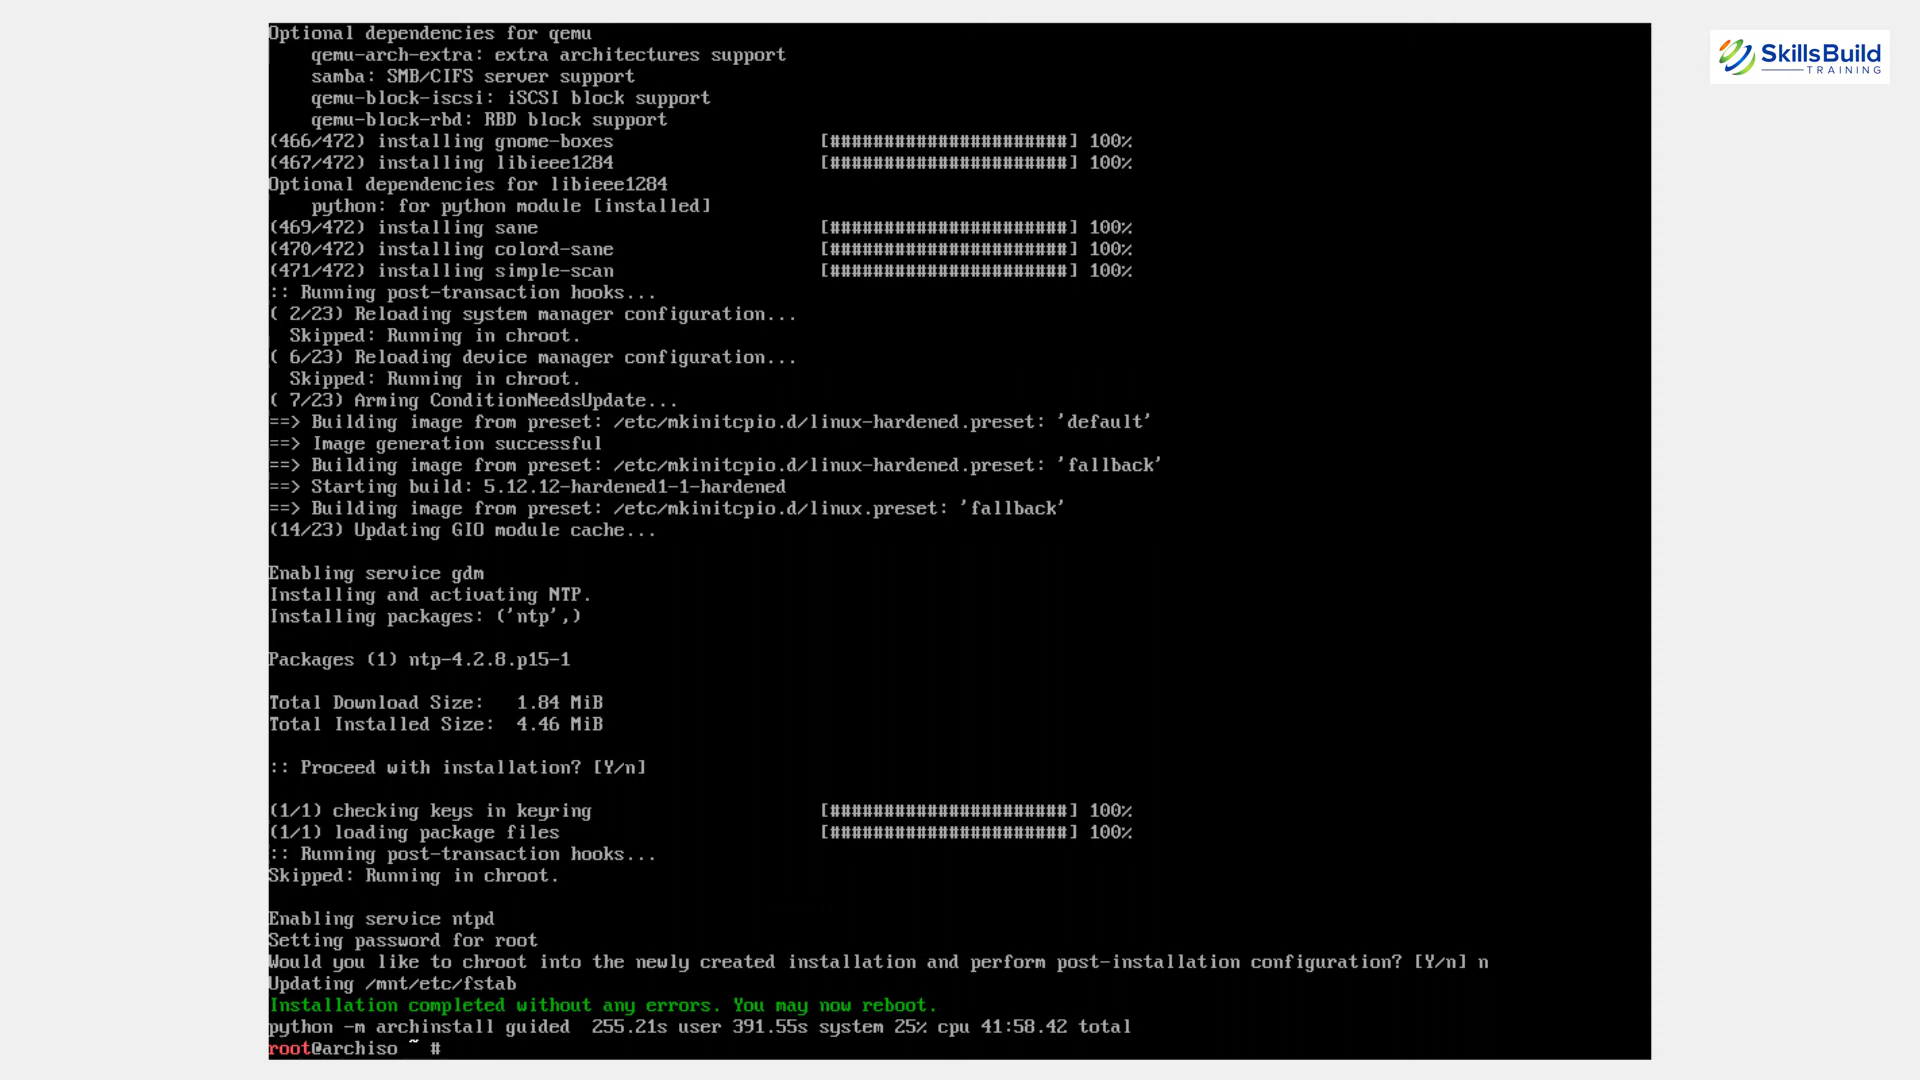 Optional dependencies for qemu
qemu-arch-extra: extra architectures support
samba: SMB/CIFS server support
qemu-block-iscsi: iSCSI block support
qemu-block-rbd: RBD block support
(466/472) installing gnome-boxes [######################] 100%
(467/472) installing libieee1284 [######################] 100%
Optional dependencies for libieee1284
python: for python module [installed]
(469/472) installing sane [######################] 100%
(470/472) installing colord-sane [######################] 100%
(471/472) installing simple-scan [######################] 100%
:: Running post-transaction hooks...
( 2/23) Reloading system manager configuration...
Skipped: Running in chroot.
( 6/23) Reloading device manager configuration...
Skipped: Running in chroot.
( 7/23) Arming ConditionNeedsUpdate...
==> Building image from preset: /etc/mkinitcpio.d/linux-hardened.preset: 'default'
==> Image generation successful
==> Building image from preset: /etc/mkinitcpio.d/linux-hardened.preset: 'fallback'
==> Starting build: 5.12.12-hardened1-1-hardened
==> Building image from preset: /etc/mkinitcpio.d/linux.preset: 'fallback'
(14/23) Updating GIO module cache...
Enabling service gdm
Installing and activating NTP.
Installing packages: ('ntp',)
Packages (1) ntp-4.2.8.p15-1
Total Download Size: 1.84 MiB
Total Installed Size: 4.46 MiB
:: Proceed with installation? [Y/n]
(1/1) checking keys in keyring [######################] 100%
(1/1) loading package files [######################] 100%
:: Running post-transaction hooks...
Skipped: Running in chroot.
Enabling service ntpd
Setting password for root
Would you like to chroot into the newly created installation and perform post-installation configuration? [Y/n] n
Updating /mnt/etc/fstab
Installation completed without any errors. You may now reboot.
python -m archinstall guided 255.21s user 391.55s system 25% cpu 41:58.42 total
root@archiso ~ #
SkillsBuild
TRAINING